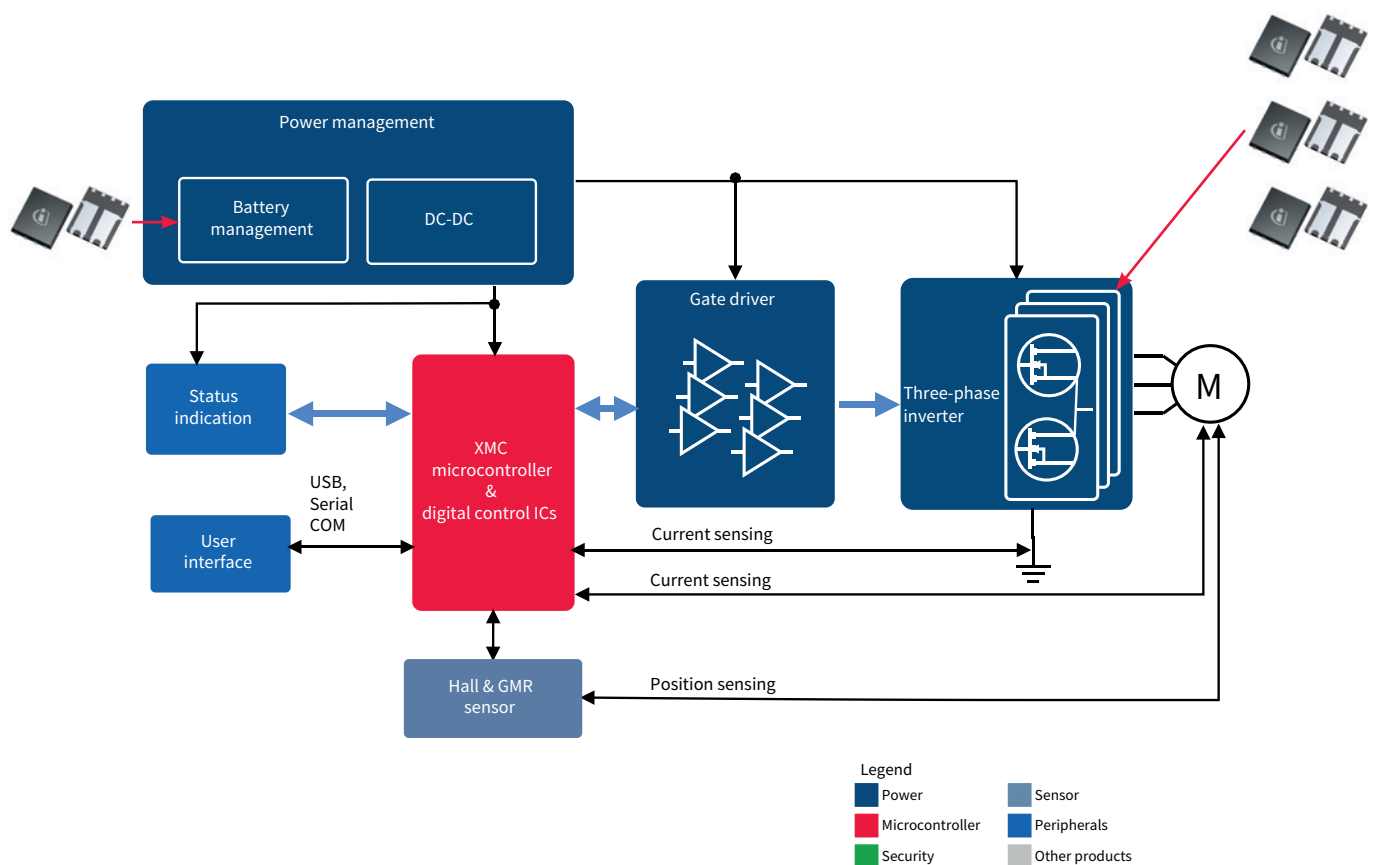 Power management
Battery
management
DC-DC
Gate driver
Status
indication
XMC
microcontroller
&
digital control ICs
Three-phase
inverter
M
USB,
Serial
COM
User
interface
Current sensing
Current sensing
Hall & GMR
sensor
Position sensing
Legend
Power
Sensor
Microcontroller
Peripherals
Security
Other products